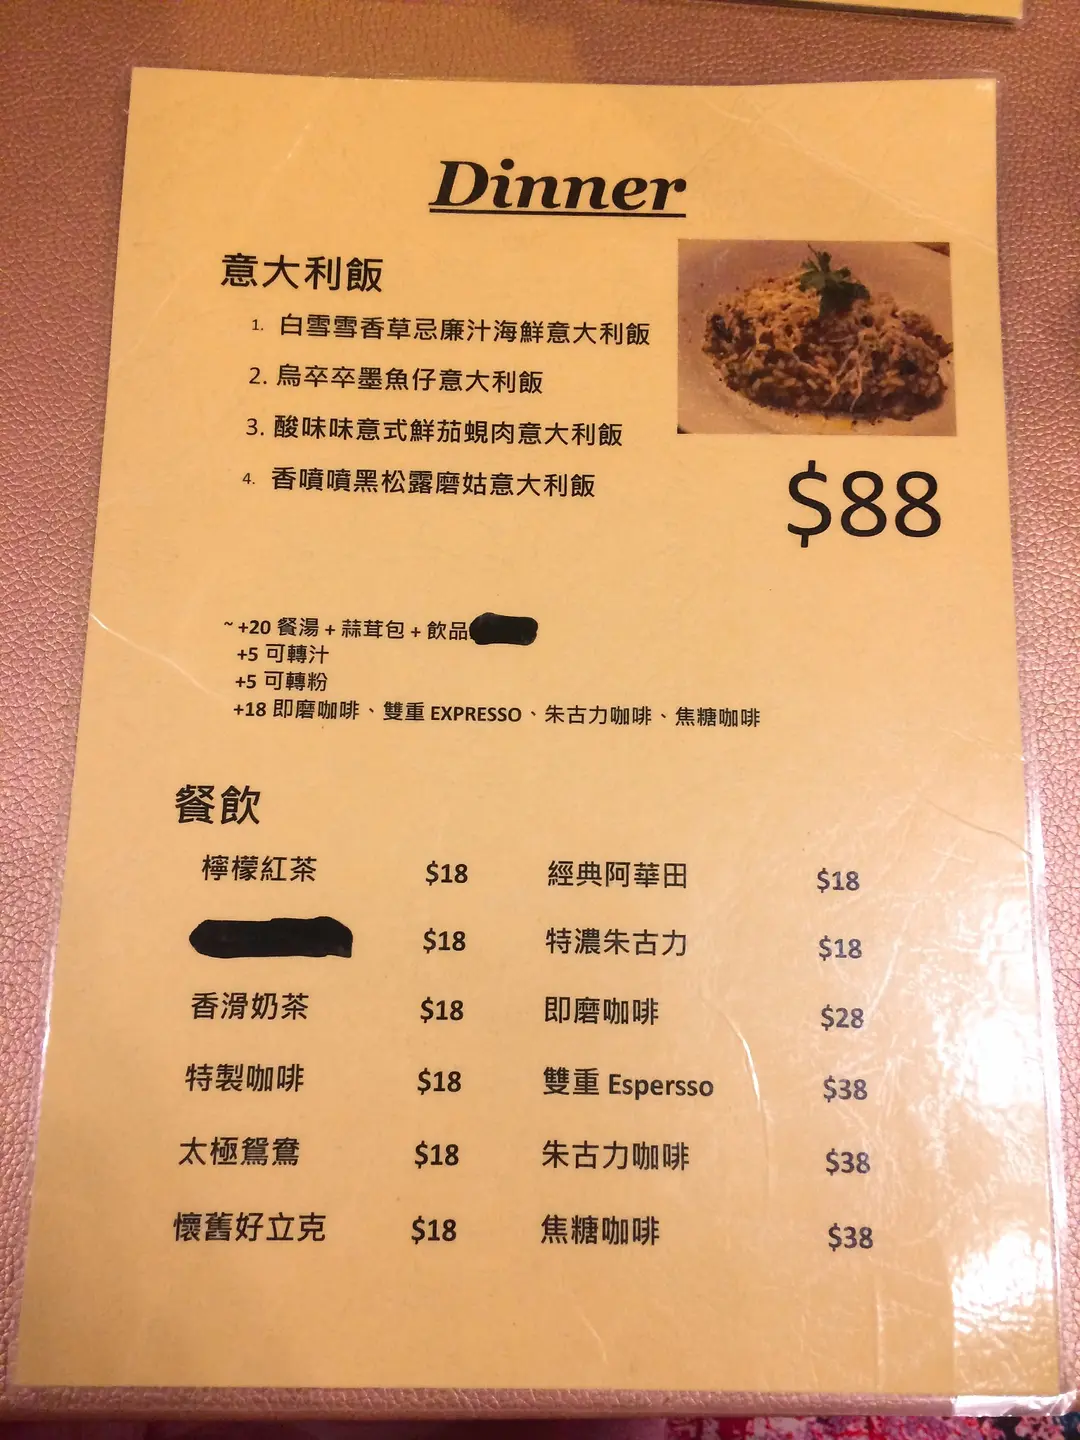 Dinner
意大利飯
1. 白雪雪香草忌廉汁海鮮意大利飯
2. 烏卒卒墨魚仔意大利飯
3. 酸味味意式鮮茄蜆肉意大利飯
4. 香噴噴黑松露磨姑意大利飯
$88
~ +20 餐湯 + 蒜茸包 + 飲品
+5 可轉汁
+5 可轉粉
+18 即磨咖啡、雙重 EXPRESSO、朱古力咖啡、焦糖咖啡
餐飲
檸檬紅茶 $18 經典阿華田 $18
$18 特濃朱古力 $18
香滑奶茶 $18 即磨咖啡 $28
特製咖啡 $18 雙重 Espersso $38
太極鴛鴦 $18 朱古力咖啡 $38
懷舊好立克 $18 焦糖咖啡 $38